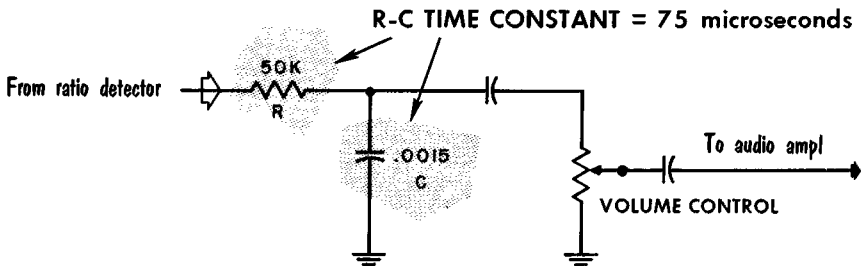 R-C TIME CONSTANT = 75 microseconds
50K
From ratio detector
R
.0015
C
To audio ampl
VOLUME CONTROL